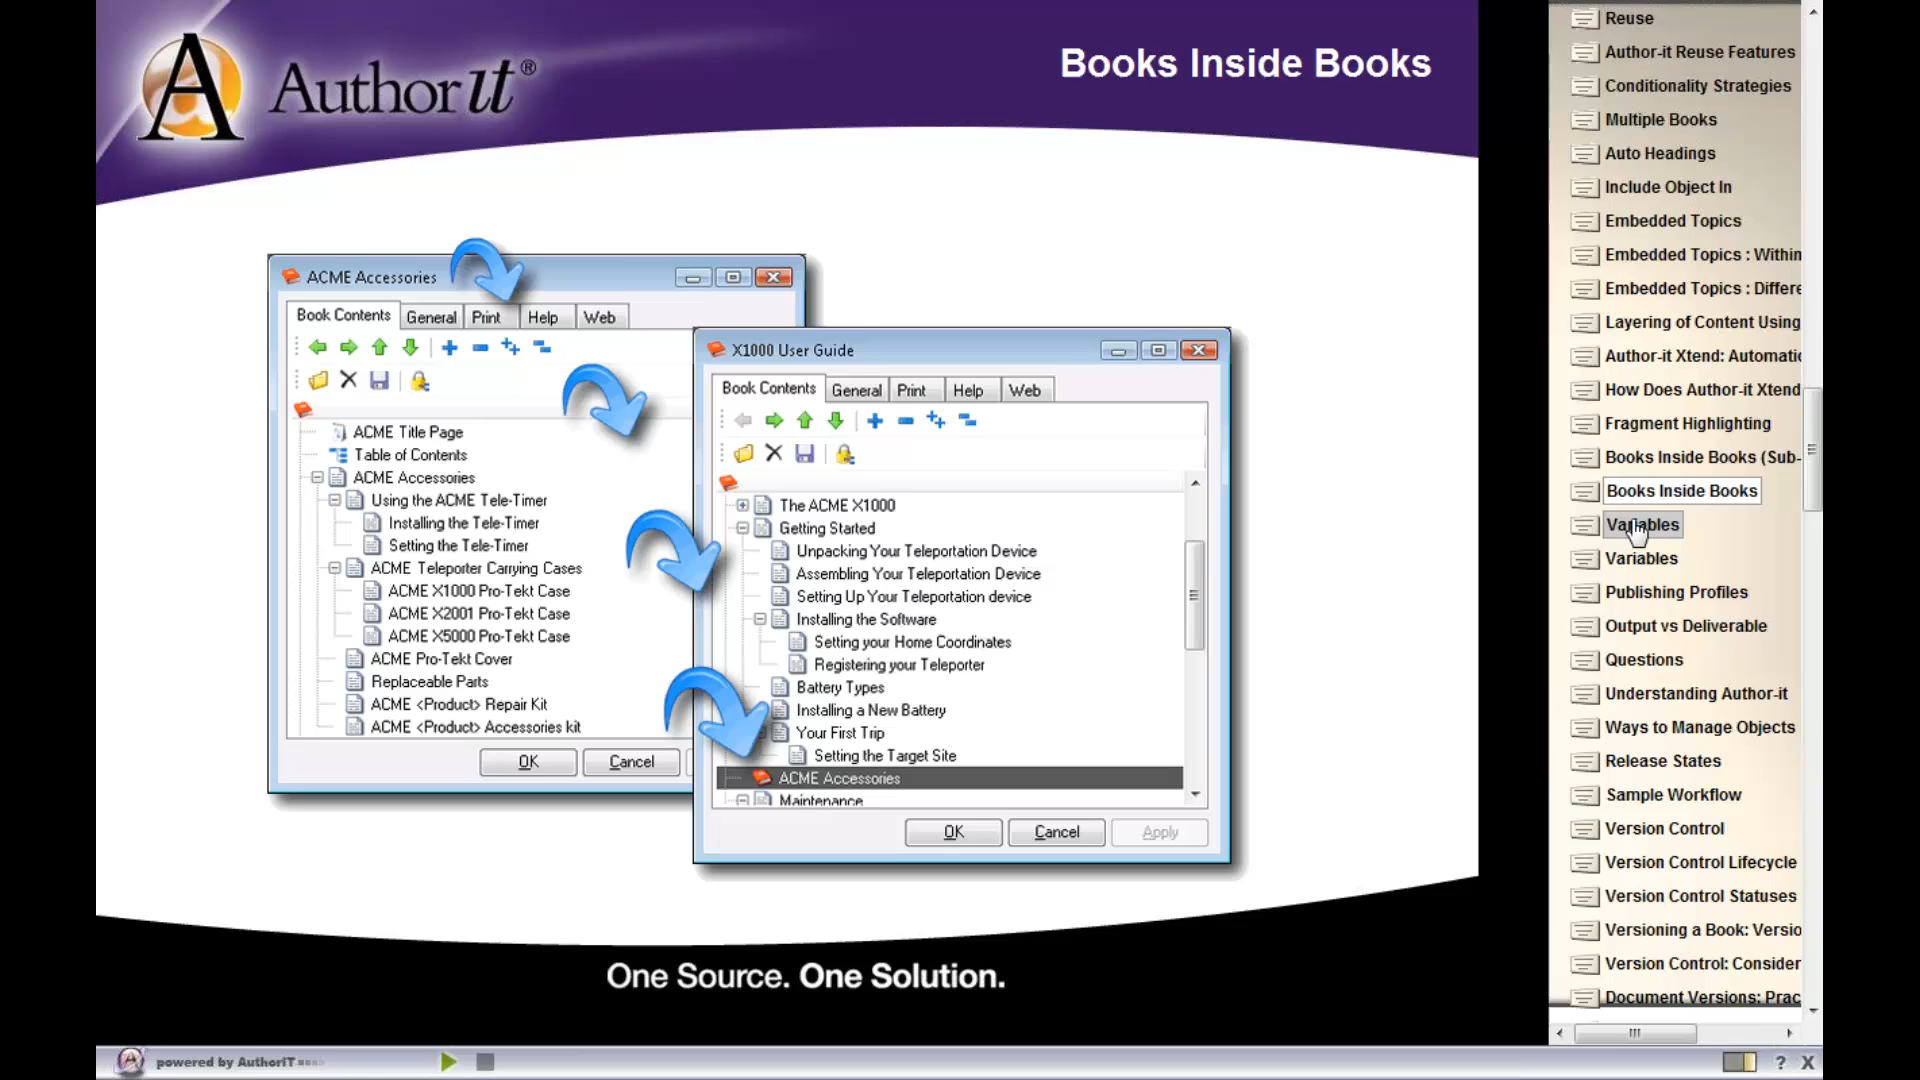 Author it®
Books Inside Books
ACME Accessories
Book Contents General Print Help Web
ACME Title Page
Table of Contents
ACME Accessories
Using the ACME Tele-Timer
Installing the Tele-Timer
Setting the Tele-Timer
ACME Teleporter Carrying Cases
ACME X1000 Pro-Tekt Case
ACME X2001 Pro-Tekt Case
ACME X5000 Pro-Tekt Case
ACME Pro-Tekt Cover
Replaceable Parts
ACME <Product> Repair Kit
ACME <Product> Accessories kit
OK Cancel
X1000 User Guide
Book Contents General Print Help Web
The ACME X1000
Getting Started
Unpacking Your Teleportation Device
Assembling Your Teleportation Device
Setting Up Your Teleportation device
Installing the Software
Setting your Home Coordinates
Registering your Teleporter
Battery Types
Installing a New Battery
Your First Trip
Setting the Target Site
ACME Accessories
Maintenance
OK Cancel Apply
One Source. One Solution.
Reuse
Author-it Reuse Features
Conditionality Strategies
Multiple Books
Auto Headings
Include Object In
Embedded Topics
Embedded Topics : Within
Embedded Topics : Differe
Layering of Content Using
Author-it Xtend: Automatic
How Does Author-it Xtend
Fragment Highlighting
Books Inside Books (Sub-
Books Inside Books
Variables
Variables
Publishing Profiles
Output vs Deliverable
Questions
Understanding Author-it
Ways to Manage Objects
Release States
Sample Workflow
Version Control
Version Control Lifecycle
Version Control Statuses
Versioning a Book: Versio
Version Control: Consider
Document Versions: Prac
powered by AuthorIT
? X